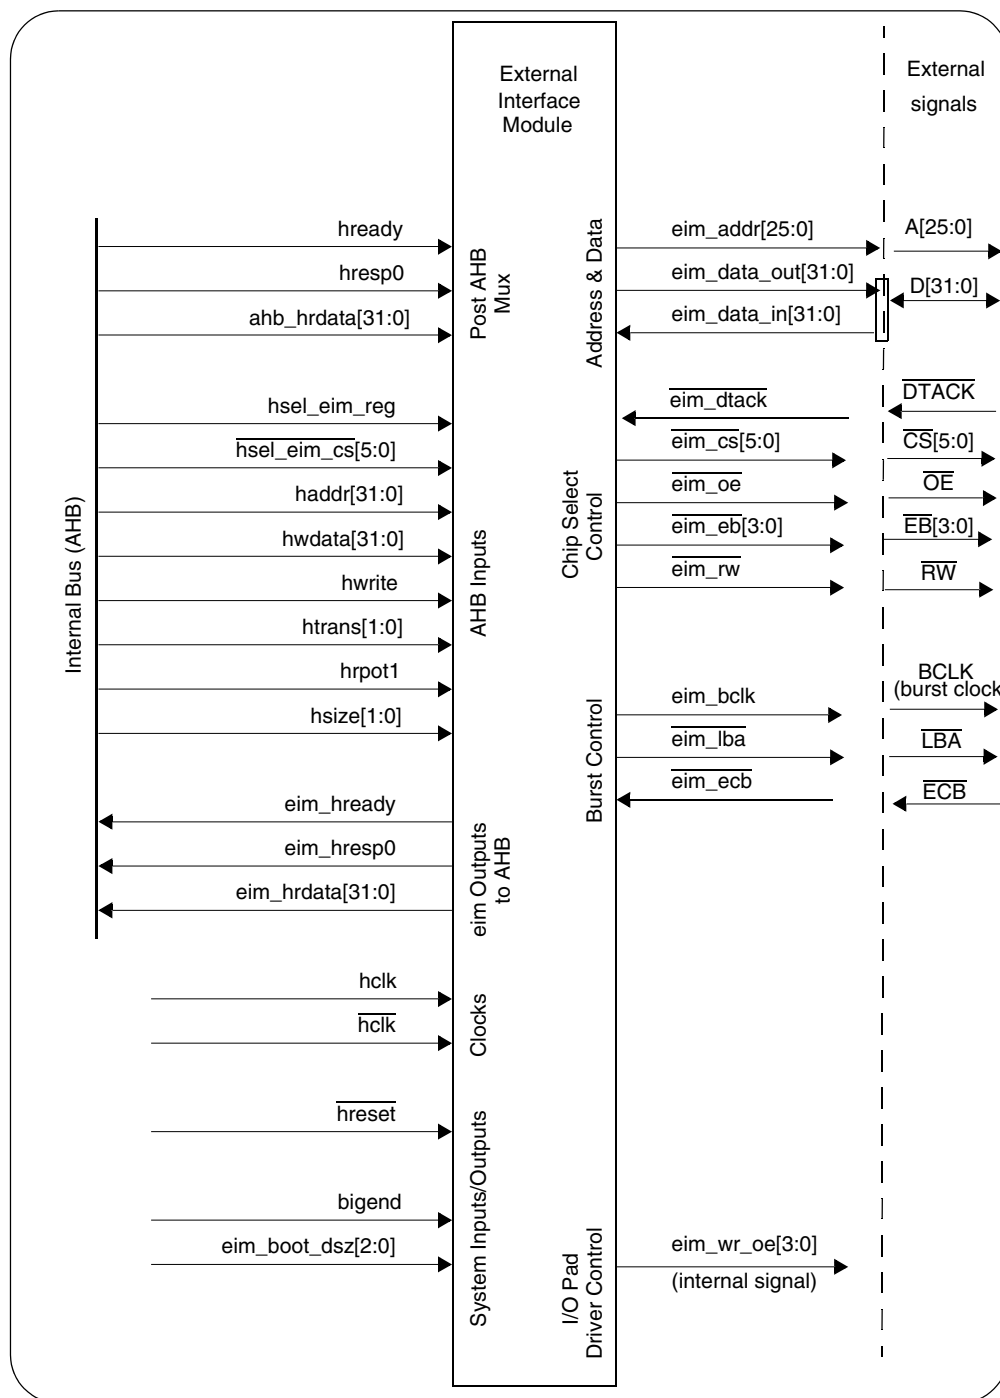 External
Interface
Module
External
signals
Internal Bus (AHB)
hready
hresp0
ahb_hrdata[31:0]
Post AHB
Mux
hsel_eim_reg
hsel_eim_cs[5:0]
haddr[31:0]
hwdata[31:0]
hwrite
htrans[1:0]
hrpot1
hsize[1:0]
AHB Inputs
eim_hready
eim_hresp0
eim_hrdata[31:0]
eim Outputs
to AHB
hclk
hclk
Clocks
hreset
bigend
eim_boot_dsz[2:0]
System Inputs/Outputs
Address & Data
eim_addr[25:0]
eim_data_out[31:0]
eim_data_in[31:0]
A[25:0]
D[31:0]
Chip Select
Control
eim_dtack
eim_cs[5:0]
eim_oe
eim_eb[3:0]
eim_rw
DTACK
CS[5:0]
OE
EB[3:0]
RW
Burst Control
eim_bclk
eim_lba
eim_ecb
BCLK
(burst clock
LBA
ECB
I/O Pad
Driver Control
eim_wr_oe[3:0]
(internal signal)